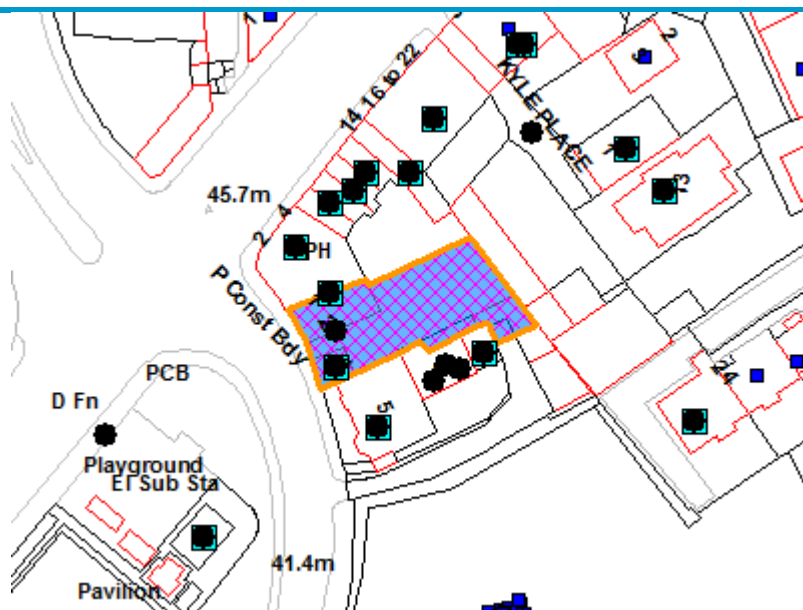 2
16 to 22
14
KYLE PLACE
45.7m
4
2
PH
P Const Bdy
PCB
D Fn
5
24
Playground
El Sub Sta
41.4m
Pavilion